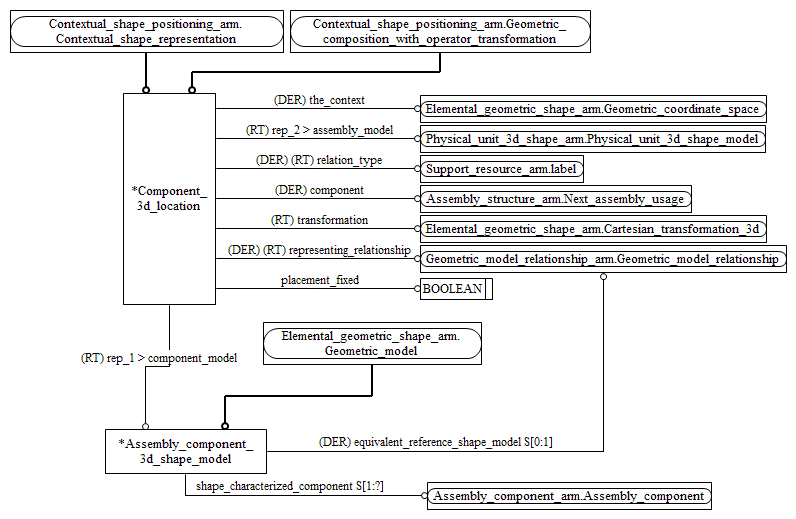 Contextual_shape_positioning_arm.
Contextual_shape_representation
Contextual_shape_positioning_arm.Geometric_
composition_with_operator_transformation
*Component_
3d_location
(DER) the_context
Elemental_geometric_shape_arm.Geometric_coordinate_space
(RT) rep_2 > assembly_model
Physical_unit_3d_shape_arm.Physical_unit_3d_shape_model
(DER) (RT) relation_type
Support_resource_arm.label
(DER) component
Assembly_structure_arm.Next_assembly_usage
(RT) transformation
Elemental_geometric_shape_arm.Cartesian_transformation_3d
(DER) (RT) representing_relationship
Geometric_model_relationship_arm.Geometric_model_relationship
placement_fixed
BOOLEAN
(RT) rep_1 > component_model
Elemental_geometric_shape_arm.
Geometric_model
*Assembly_component_
3d_shape_model
(DER) equivalent_reference_shape_model S[0:1]
shape_characterized_component S[1:?]
Assembly_component_arm.Assembly_component